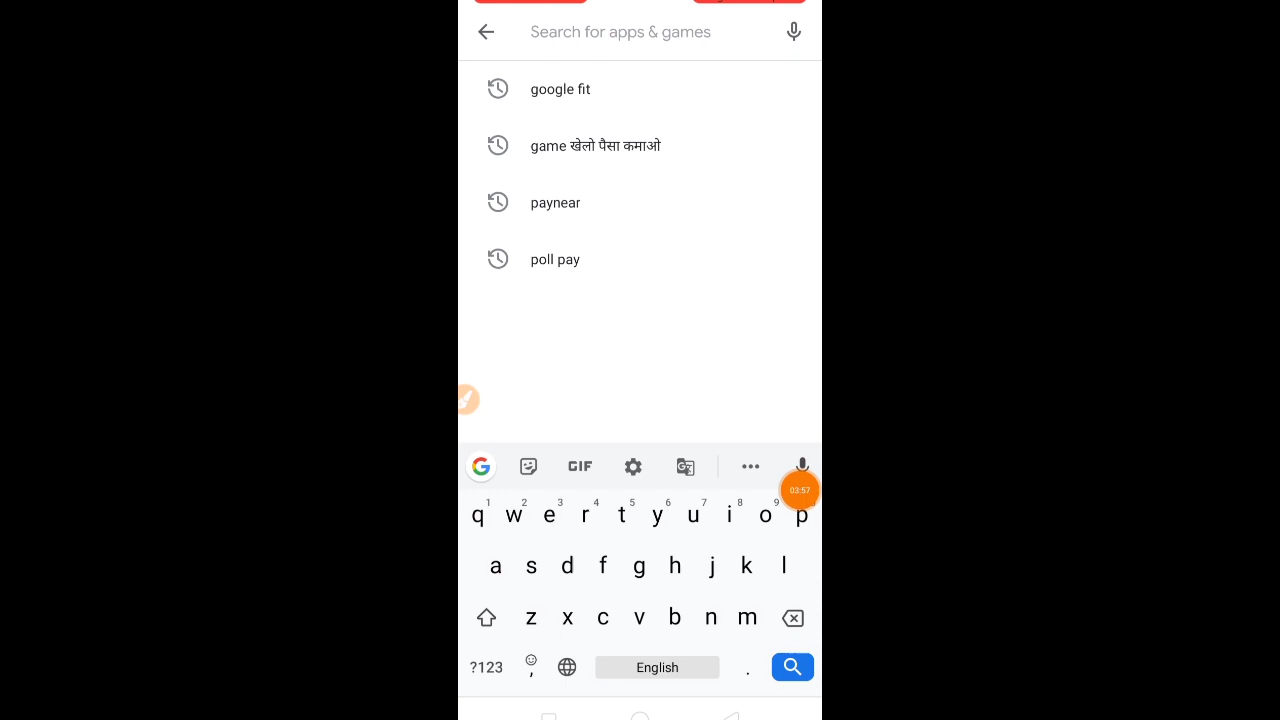 Search for apps & games
google fit
game खेलो पैसा कमाओ
paynear
poll pay
GIF
03:57
1 2 3 4 5 6 7 8 9
q w e r t y u i o p
a s d f g h j k l
z x c v b n m
?123 , English .